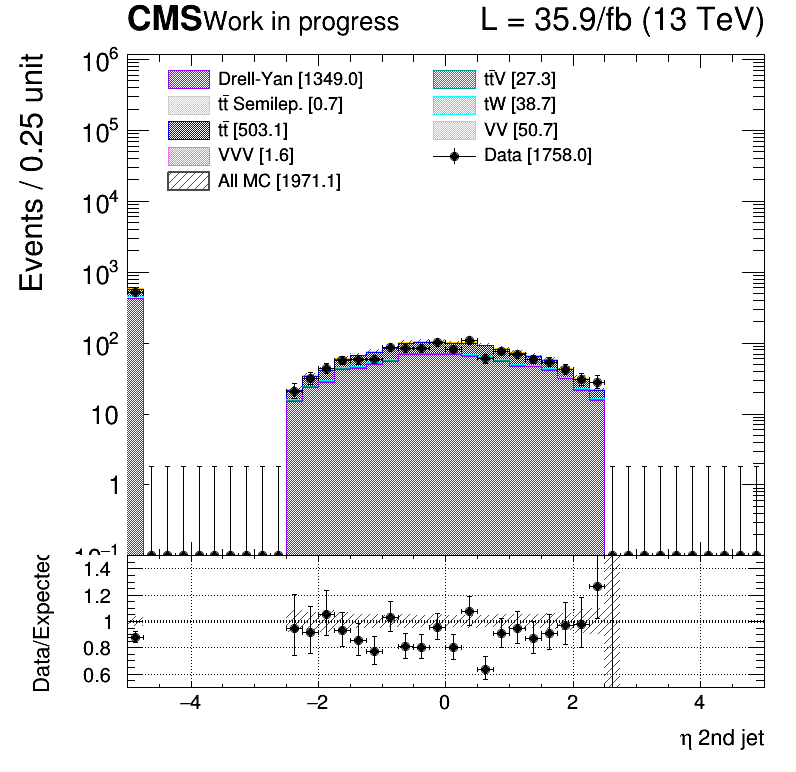 CMS Work in progress L = 35.9/fb (13 TeV)
Events / 0.25 unit
10⁶
10⁵
10⁴
10³
10²
10
1
10⁻¹
Drell-Yan [1349.0]
tt̄ Semilep. [0.7]
tt̄ [503.1]
VVV [1.6]
All MC [1971.1]
tt̄V [27.3]
tW [38.7]
VV [50.7]
Data [1758.0]
Data/Expected
1.4
1.2
1
0.8
0.6
−4 −2 0 2 4
η 2nd jet